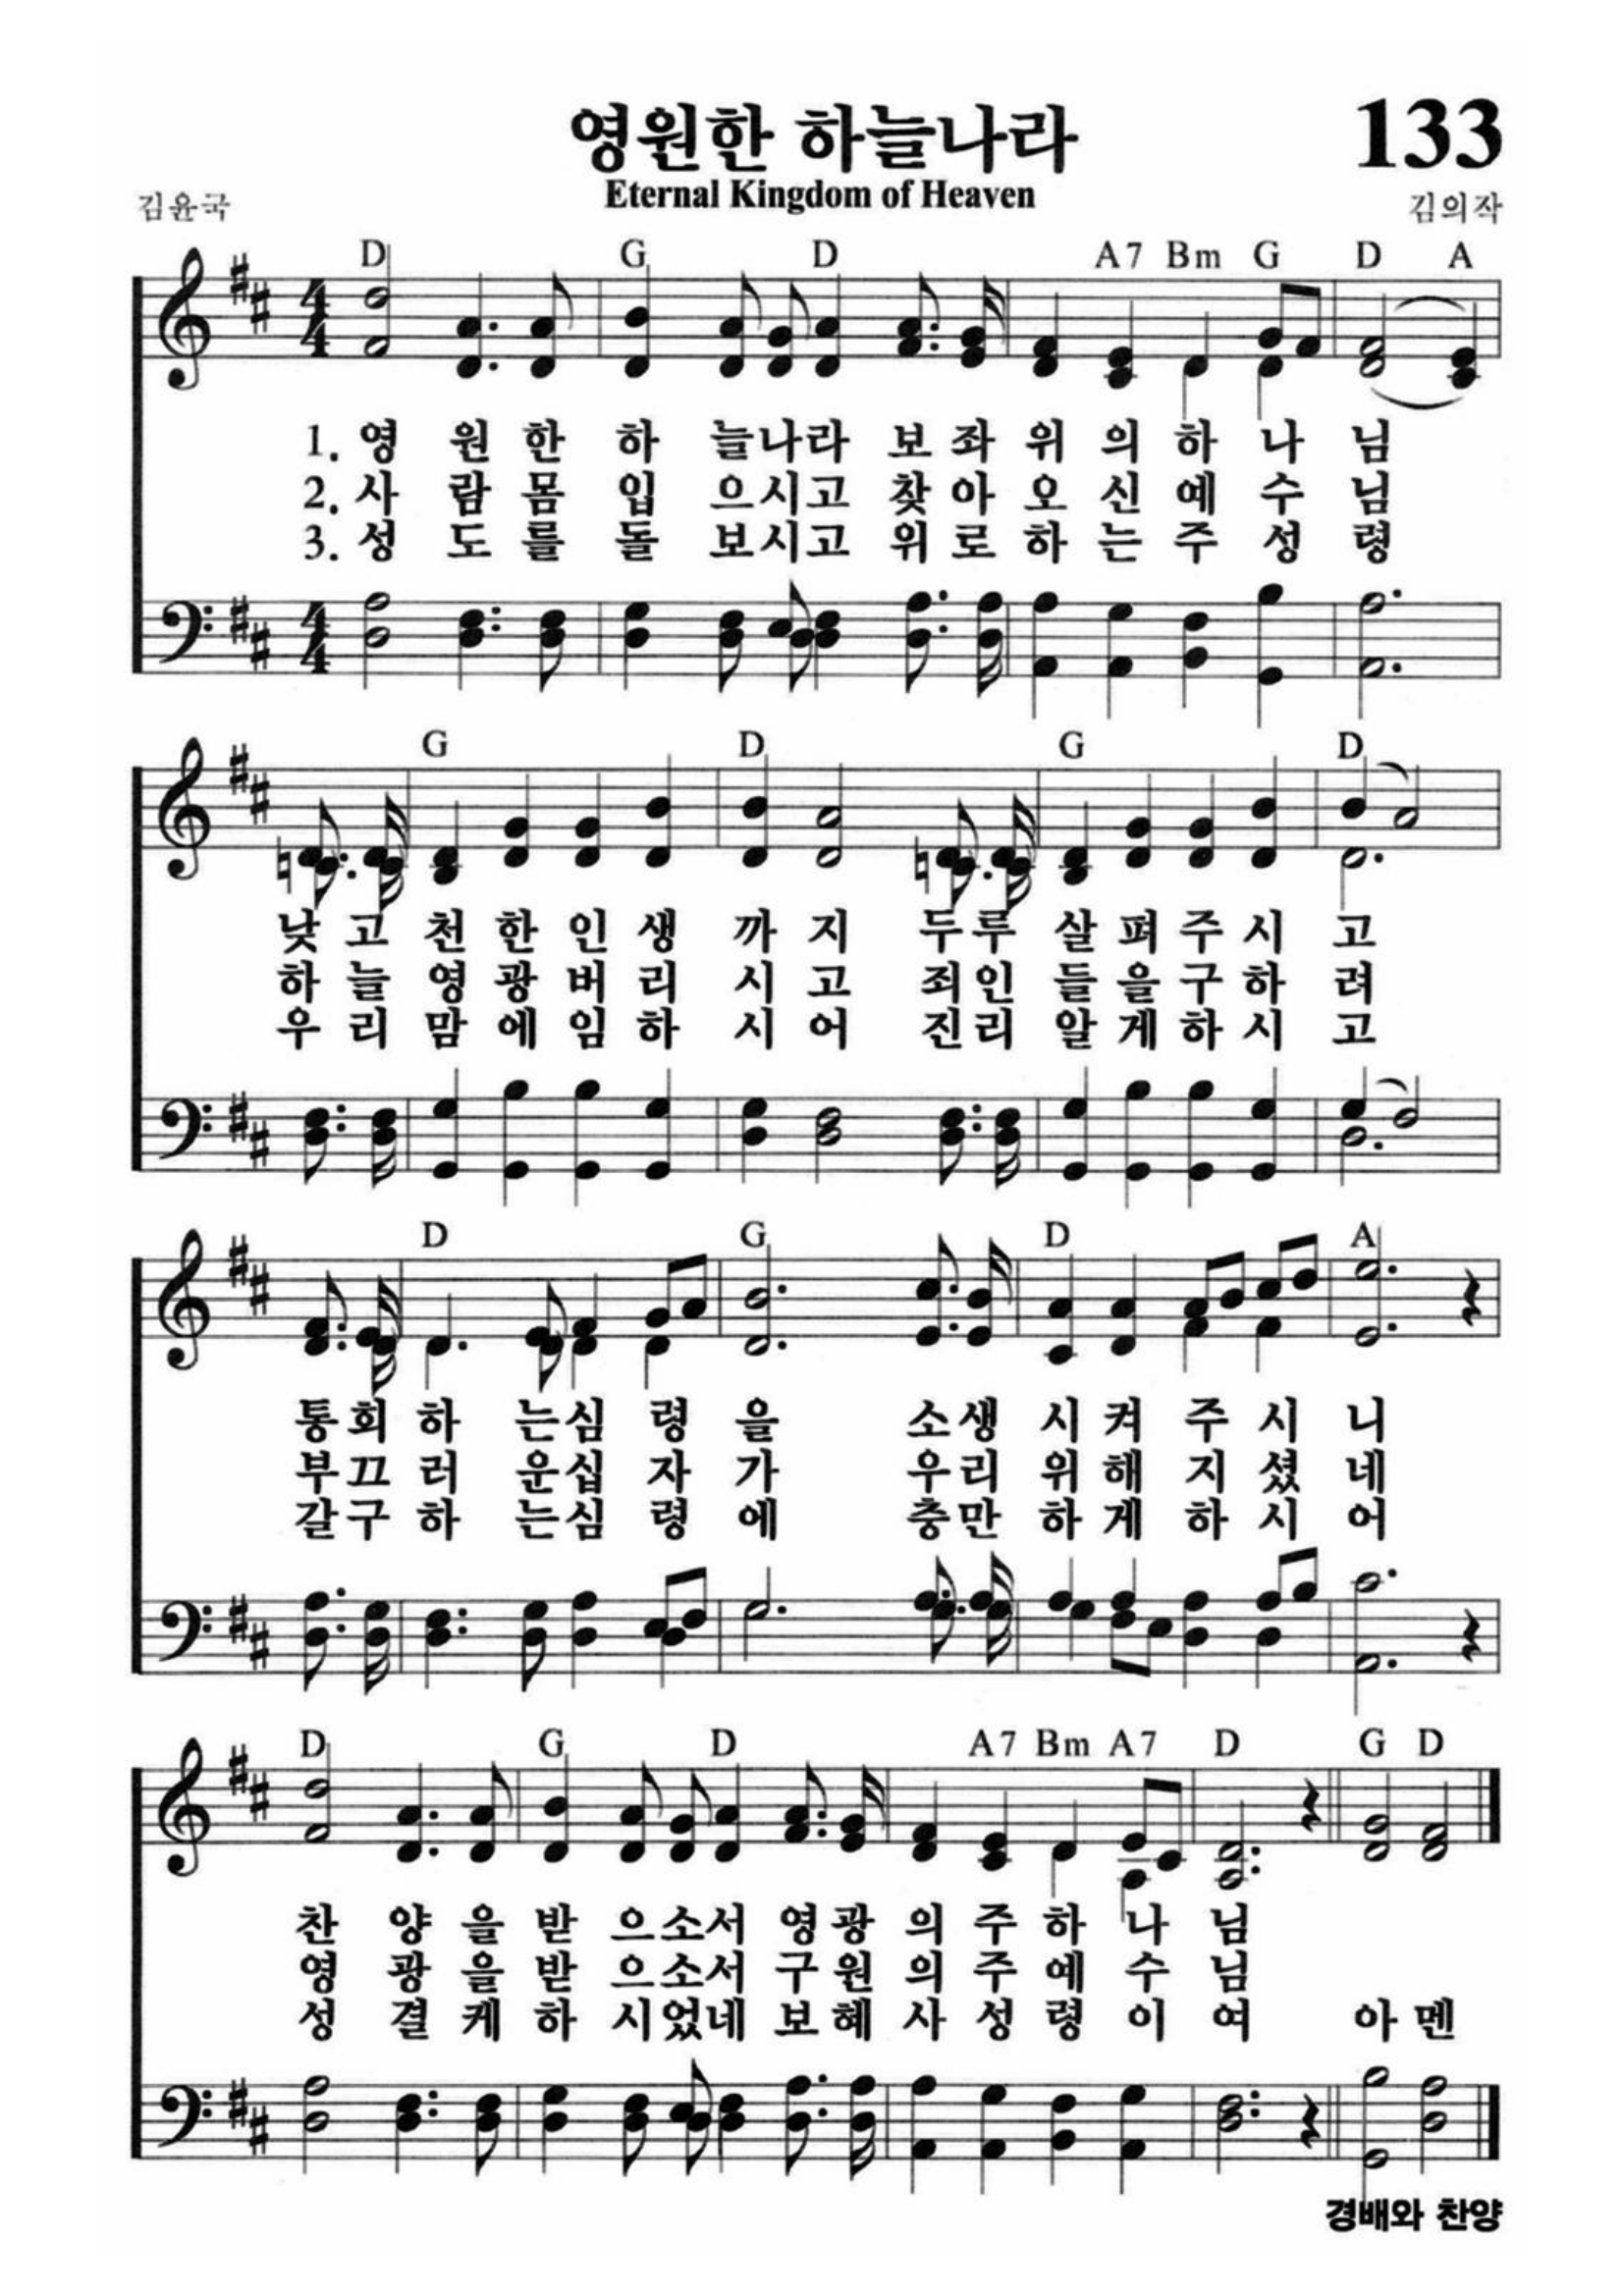 영원한 하늘나라
133
Eternal Kingdom of Heaven
김윤국
김의작
D G D A7 Bm G D A
1. 영 원 한 하 늘나라 보 좌 위 의 하 나 님
2. 사 람 몸 입 으시고 찾 아 오 신 예 수 님
3. 성 도 를 돌 보시고 위 로 하 는 주 성 령
G D G D
낮 고 천 한 인 생 까 지 두루 살 펴 주 시 고
하 늘 영 광 버 리 시 고 죄인 들 을 구 하 려
우 리 맘 에 임 하 시 어 진리 알 게 하 시 고
D G D A
통회 하 는심 령 을 소생 시 켜 주 시 니
부끄 러 운십 자 가 우리 위 해 지 셨 네
갈구 하 는심 령 에 충만 하 게 하 시 어
D G D A7 Bm A7 D G D
찬 양 을 받 으소서 영광 의 주 하 나 님
영 광 을 받 으소서 구원 의 주 예 수 님
성 결 케 하 시었네 보혜 사 성 령 이 여 아 멘
경배와 찬양